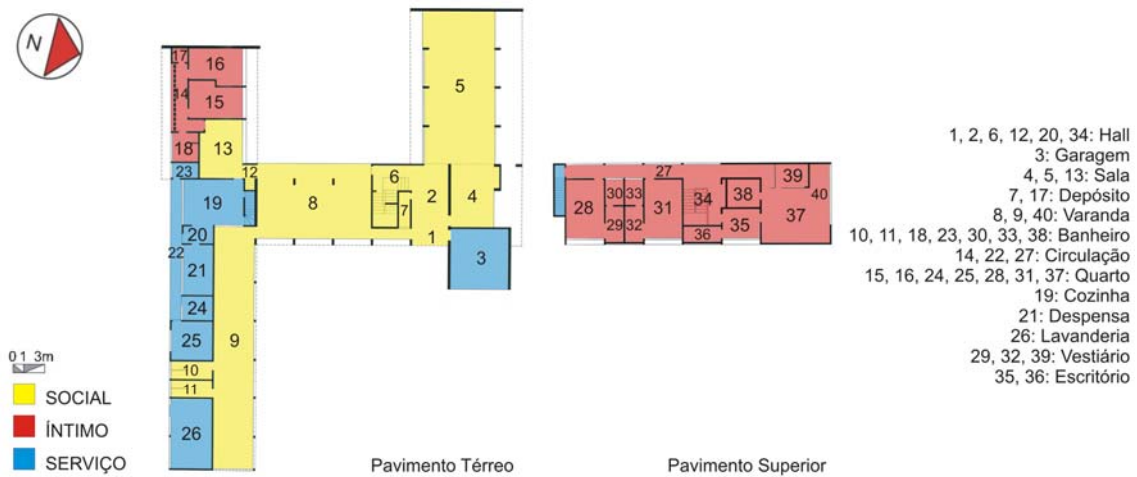 N
17
16
14
15
18
13
23
12
19
20
22
21
24
25
9
10
11
26
8
6
7
2
1
4
5
3
27
28
30
33
29
32
31
34
36
38
35
39
40
37
0 1 3m
SOCIAL
ÍNTIMO
SERVIÇO
Pavimento Térreo
Pavimento Superior
1, 2, 6, 12, 20, 34: Hall
3: Garagem
4, 5, 13: Sala
7, 17: Depósito
8, 9, 40: Varanda
10, 11, 18, 23, 30, 33, 38: Banheiro
14, 22, 27: Circulação
15, 16, 24, 25, 28, 31, 37: Quarto
19: Cozinha
21: Despensa
26: Lavanderia
29, 32, 39: Vestiário
35, 36: Escritório